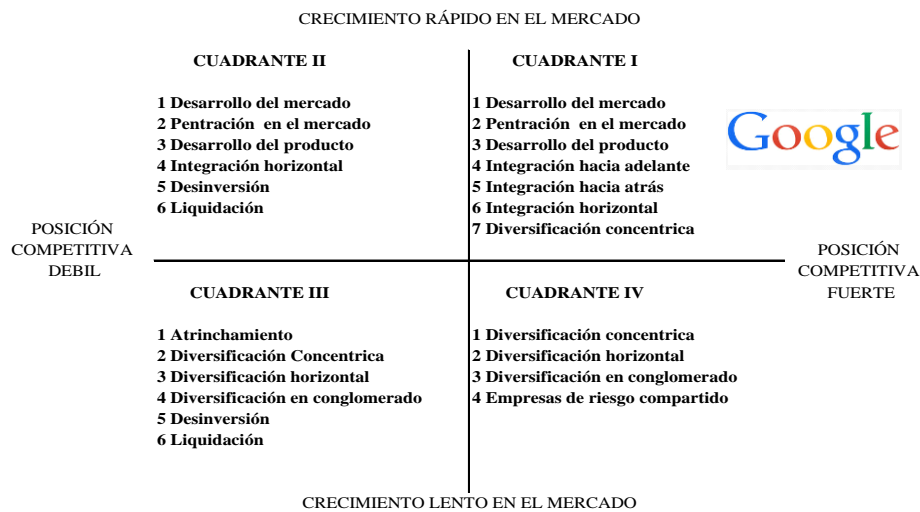 CRECIMIENTO RÁPIDO EN EL MERCADO
CUADRANTE II
1 Desarrollo del mercado
2 Pentración en el mercado
3 Desarrollo del producto
4 Integración horizontal
5 Desinversión
6 Liquidación
CUADRANTE I
1 Desarrollo del mercado
2 Pentración en el mercado
3 Desarrollo del producto
4 Integración hacia adelante
5 Integración hacia atrás
6 Integración horizontal
7 Diversificación concentrica
Google
POSICIÓN
COMPETITIVA
DEBIL
POSICIÓN
COMPETITIVA
FUERTE
CUADRANTE III
1 Atrinchamiento
2 Diversificación Concentrica
3 Diversificación horizontal
4 Diversificación en conglomerado
5 Desinversión
6 Liquidación
CUADRANTE IV
1 Diversificación concentrica
2 Diversificación horizontal
3 Diversificación en conglomerado
4 Empresas de riesgo compartido
CRECIMIENTO LENTO EN EL MERCADO